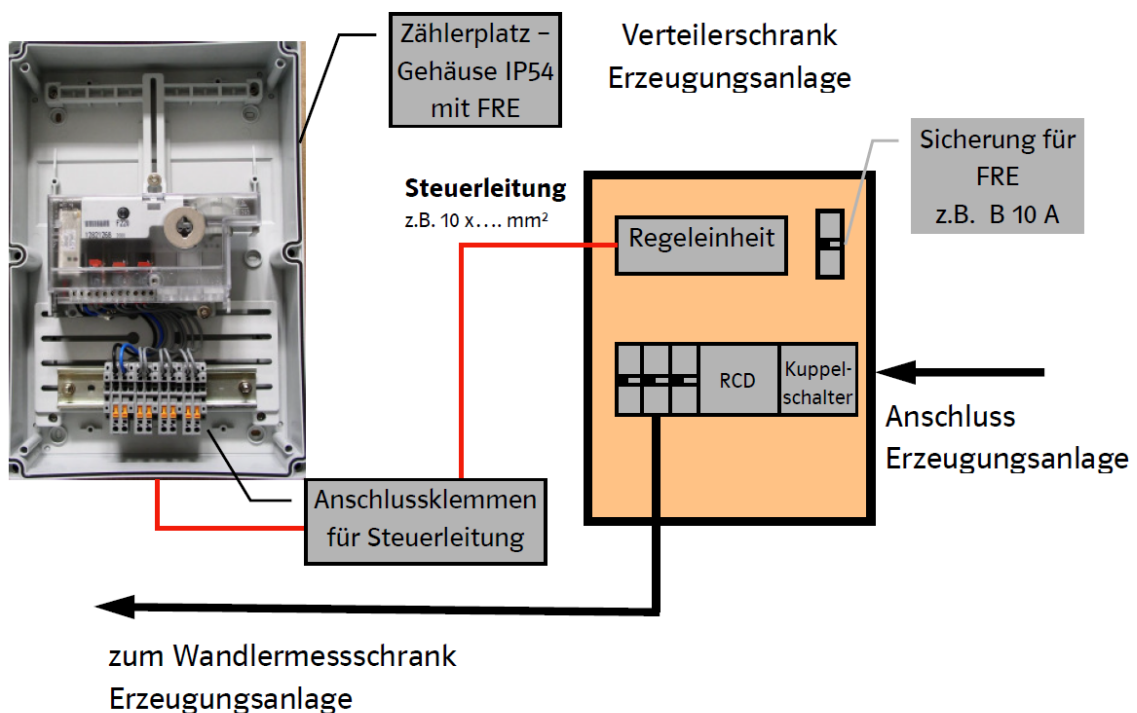 Zählerplatz –
Gehäuse IP54
mit FRE
Verteilerschrank
Erzeugungsanlage
Sicherung für
FRE
z.B. B 10 A
Steuerleitung
z.B. 10 x.... mm²
Regeleinheit
RCD
Kuppel-
schalter
Anschluss
Erzeugungsanlage
Anschlussklemmen
für Steuerleitung
zum Wandlermessschrank
Erzeugungsanlage